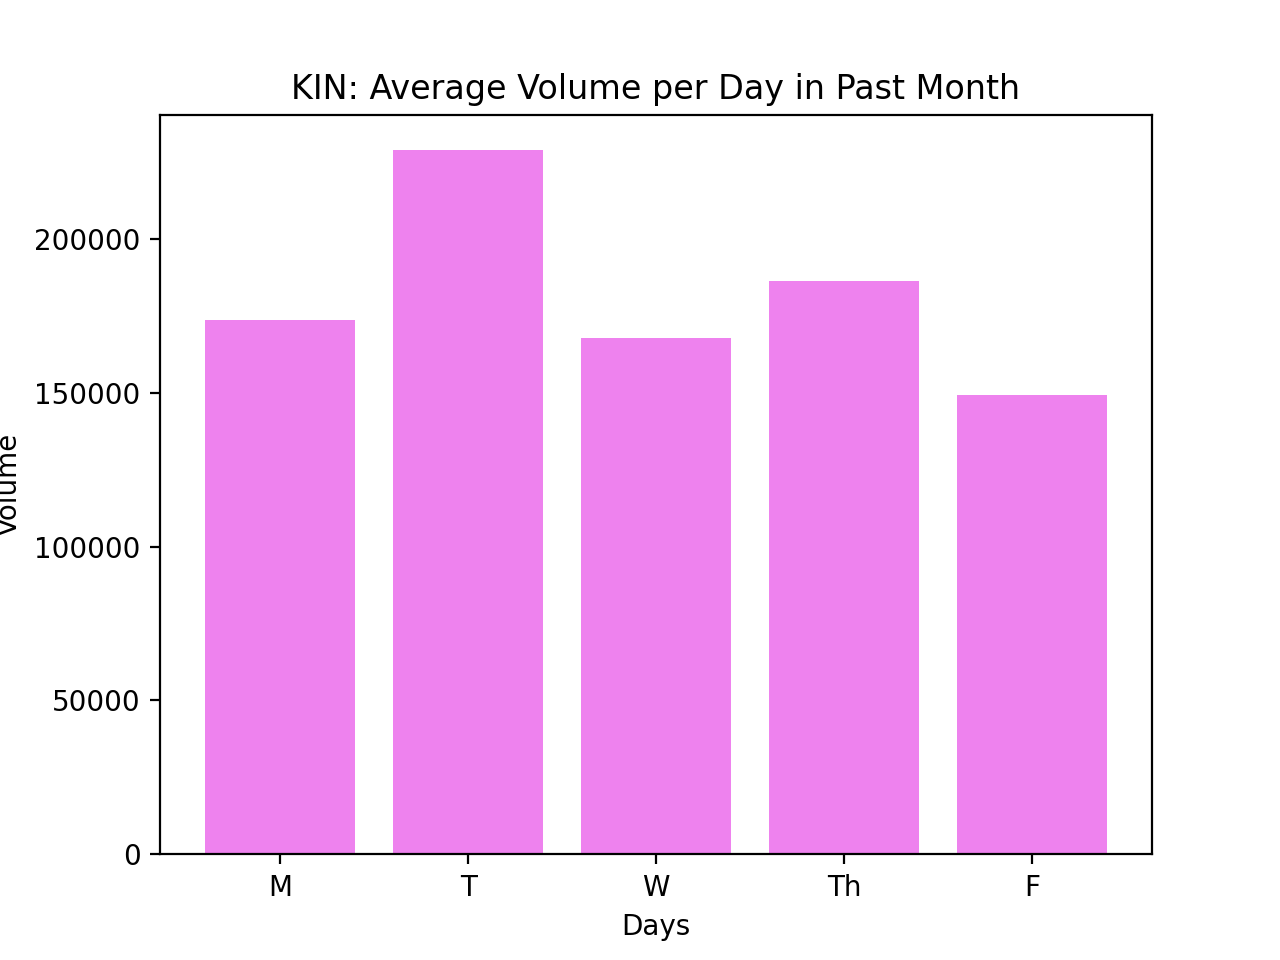 KIN: Average Volume per Day in Past Month
200000
150000
100000
50000
0
Volume
M T W Th F
Days